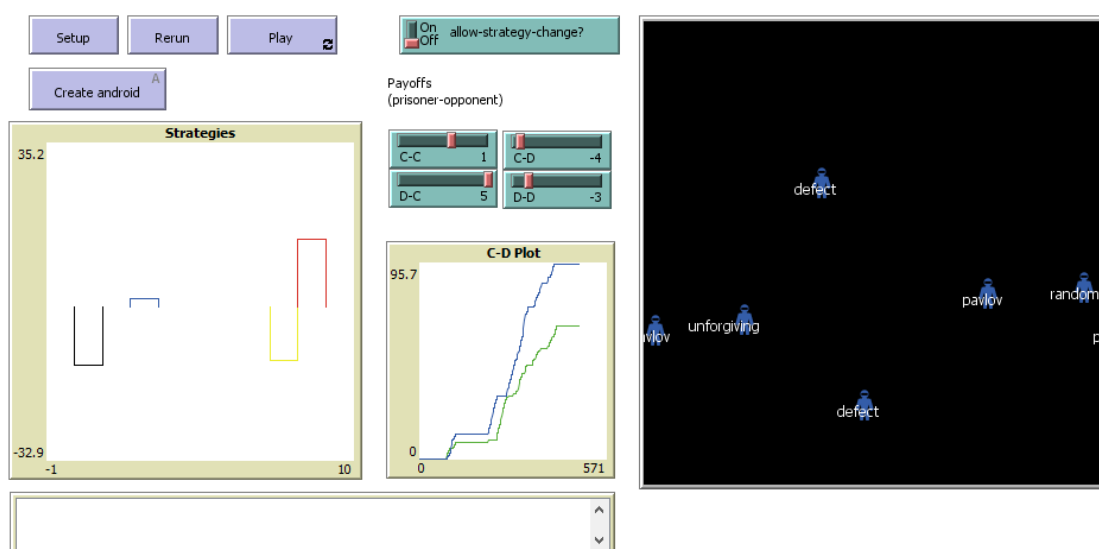 Setup
Rerun
Play
On
Off
allow-strategy-change?
A
Create android
Payoffs
(prisoner-opponent)
C-C 1
C-D -4
D-C 5
D-D -3
Strategies
35.2
-32.9
-1
10
C-D Plot
95.7
0
0
571
defect
unforgiving
pavlov
random
vlov
p
defect